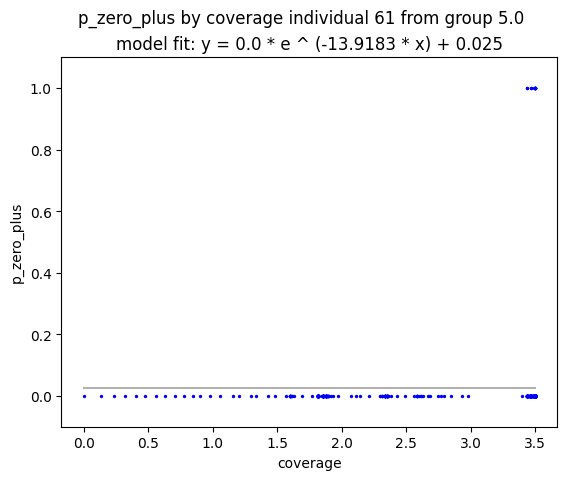 p_zero_plus by coverage individual 61 from group 5.0
model fit: y = 0.0 * e ^ (-13.9183 * x) + 0.025
1.0
0.8
0.6
0.4
0.2
0.0
p_zero_plus
0.0 0.5 1.0 1.5 2.0 2.5 3.0 3.5
coverage